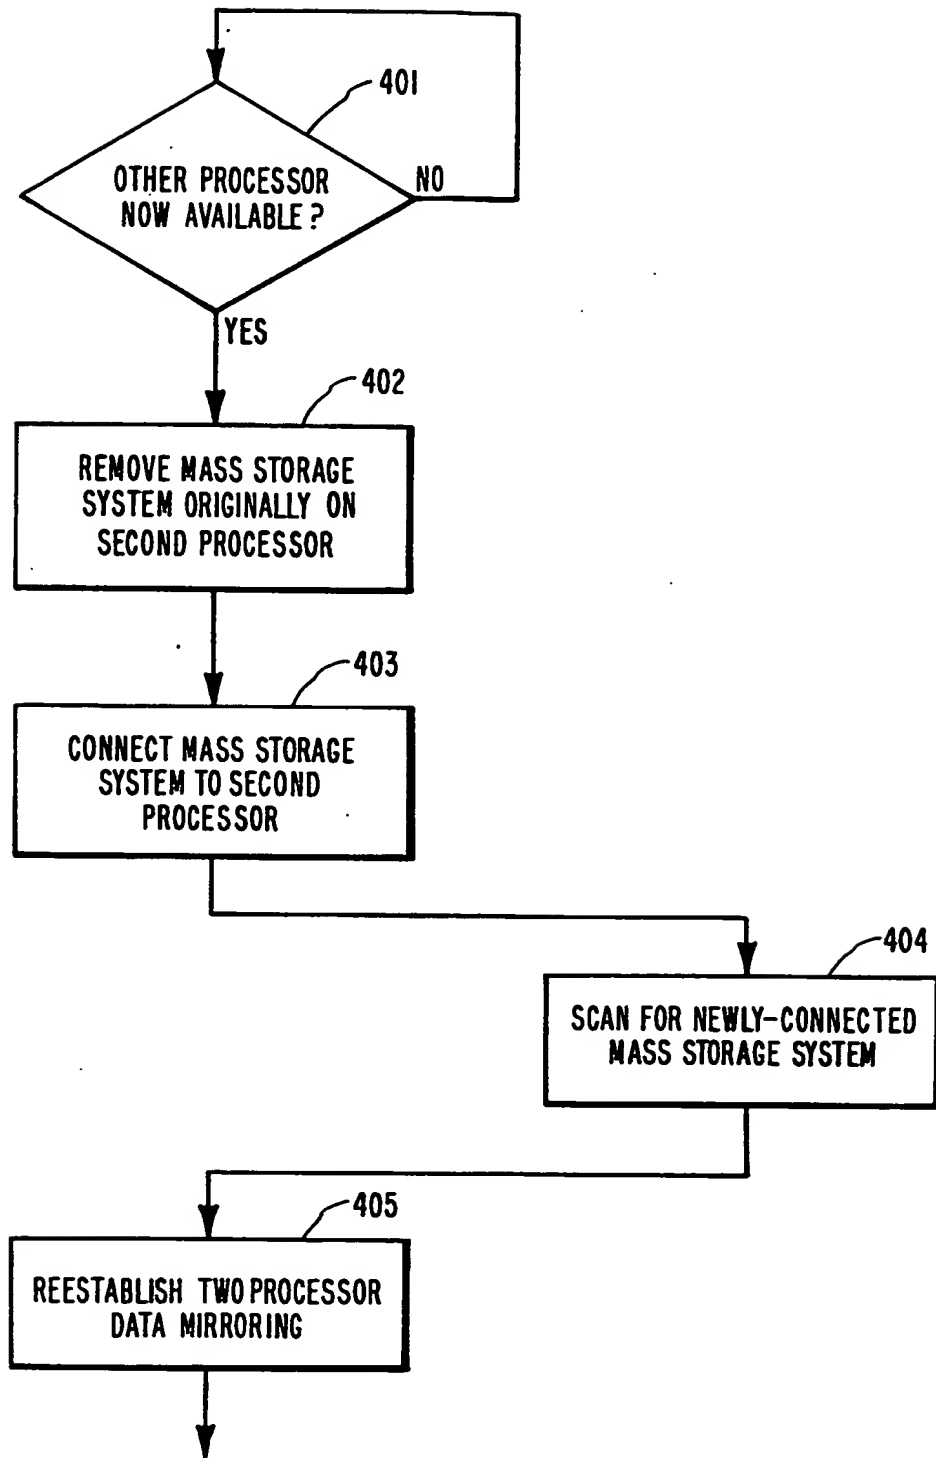 401
OTHER PROCESSOR
NOW AVAILABLE?
NO
YES
402
REMOVE MASS STORAGE
SYSTEM ORIGINALLY ON
SECOND PROCESSOR
403
CONNECT MASS STORAGE
SYSTEM TO SECOND
PROCESSOR
404
SCAN FOR NEWLY-CONNECTED
MASS STORAGE SYSTEM
405
REESTABLISH TWO PROCESSOR
DATA MIRRORING